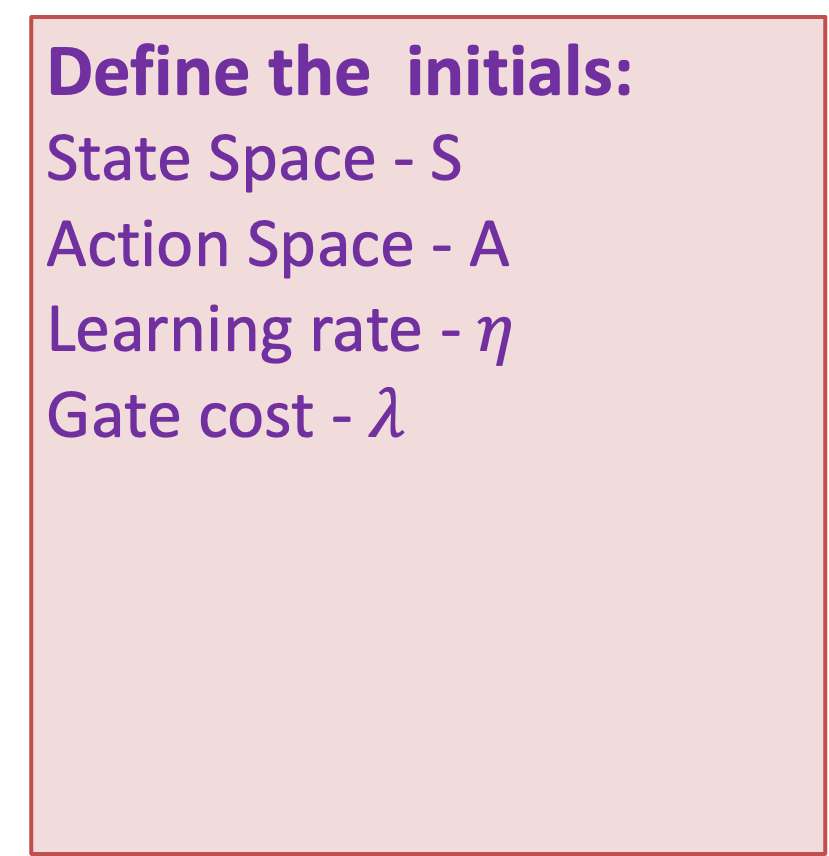 Define the  initials:
State Space - S
Action Space - A
Learning rate - η
Gate cost - λ